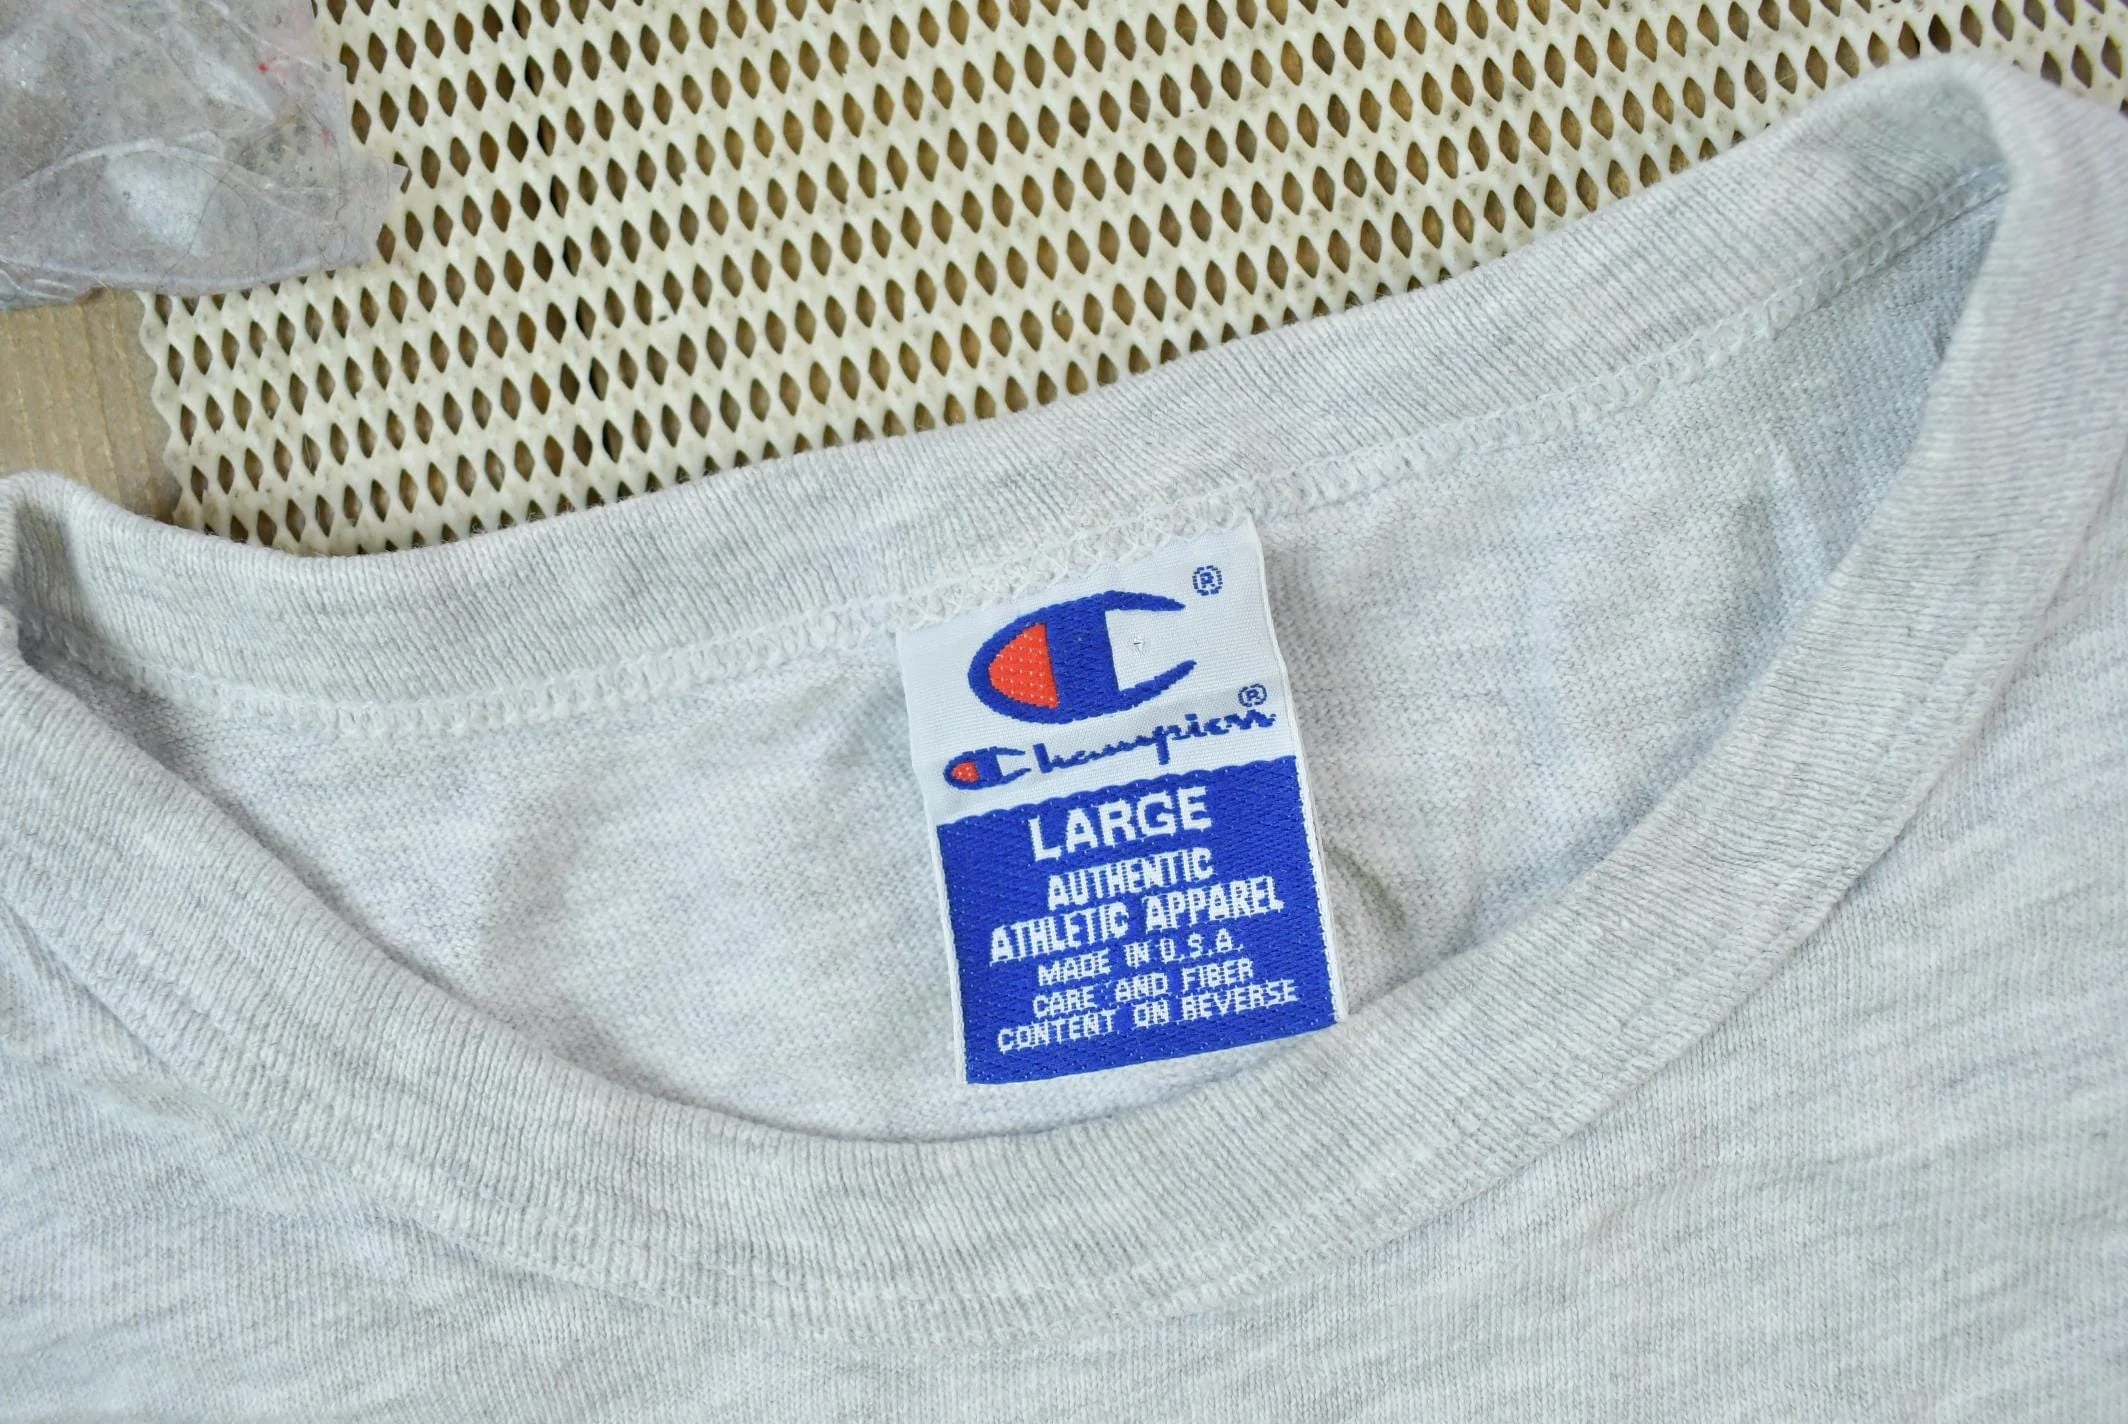 ®
Champion®
LARGE
AUTHENTIC
ATHLETIC APPAREL
MADE IN U.S.A.
CARE AND FIBER
CONTENT ON REVERSE